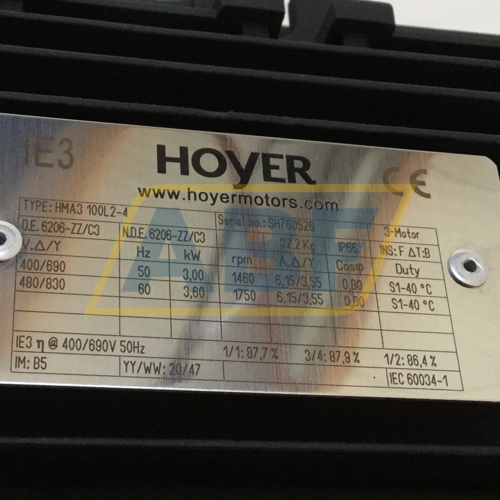 IE3 HOYER CE
www.hoyermotors.com
TYPE: HMA3 100L2-4 Serial no.: SH760526 3-Motor
D.E. 6206-ZZ/C3 N.D.E. 6206-ZZ/C3 37,2Kg IP66 INS: F ΔT:B
V.Δ/Y Hz kW rpm A.Δ/Y Cosφ Duty
400/690 50 3,00 1460 6,15/3,55 0,80 S1-40 °C
480/830 60 3,60 1750 6,15/3,55 0,80 S1-40 °C
IE3 η @ 400/690V 50Hz 1/1: 87,7% 3/4: 87,9% 1/2: 86,4%
IM: B5 YY/WW: 20/47 IEC 60034-1
ARF